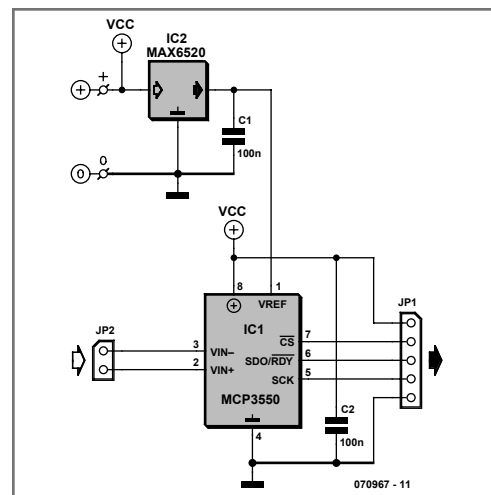 VCC
IC2
MAX6520
+
C1
100n
0
0
VCC
8
1
VREF
JP1
IC1
JP2
CS
7
3
VIN–
SDO/RDY
6
2
VIN+
SCK
5
MCP3550
C2
4
100n
070967 - 11